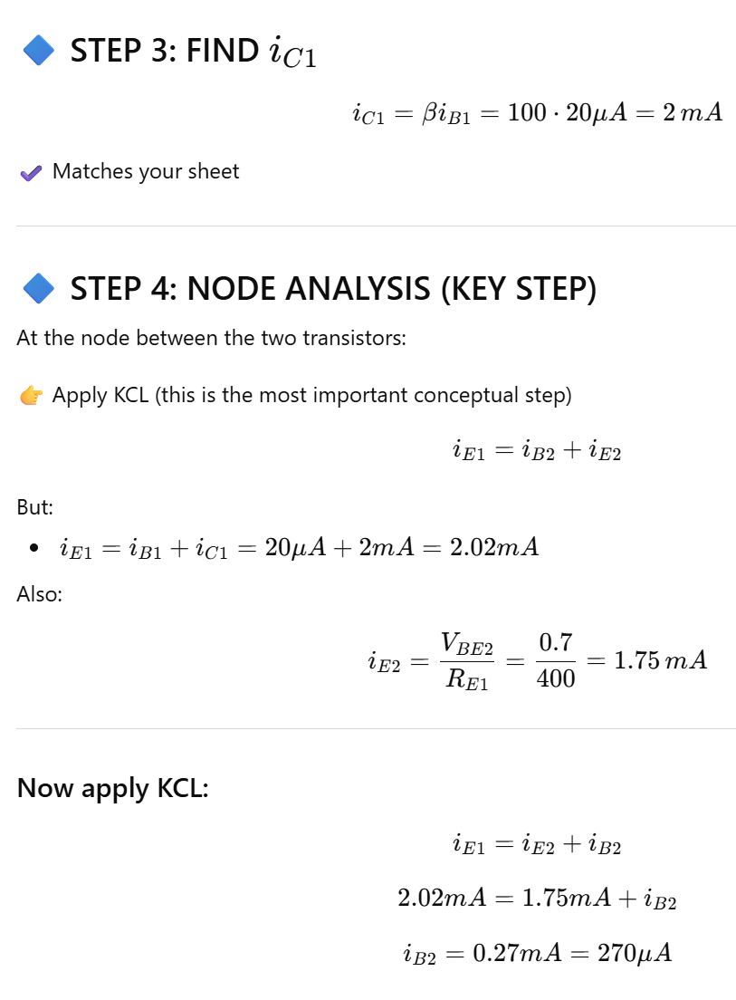 🔷 STEP 3: FIND i_{C1}
i_{C1} = βi_{B1} = 100 · 20μA = 2 mA
✔ Matches your sheet
🔷 STEP 4: NODE ANALYSIS (KEY STEP)
At the node between the two transistors:
👉 Apply KCL (this is the most important conceptual step)
i_{E1} = i_{B2} + i_{E2}
But:
• i_{E1} = i_{B1} + i_{C1} = 20μA + 2mA = 2.02mA
Also:
i_{E2} = \frac{V_{BE2}}{R_{E1}} = \frac{0.7}{400} = 1.75 mA
Now apply KCL:
i_{E1} = i_{E2} + i_{B2}
2.02mA = 1.75mA + i_{B2}
i_{B2} = 0.27mA = 270μA